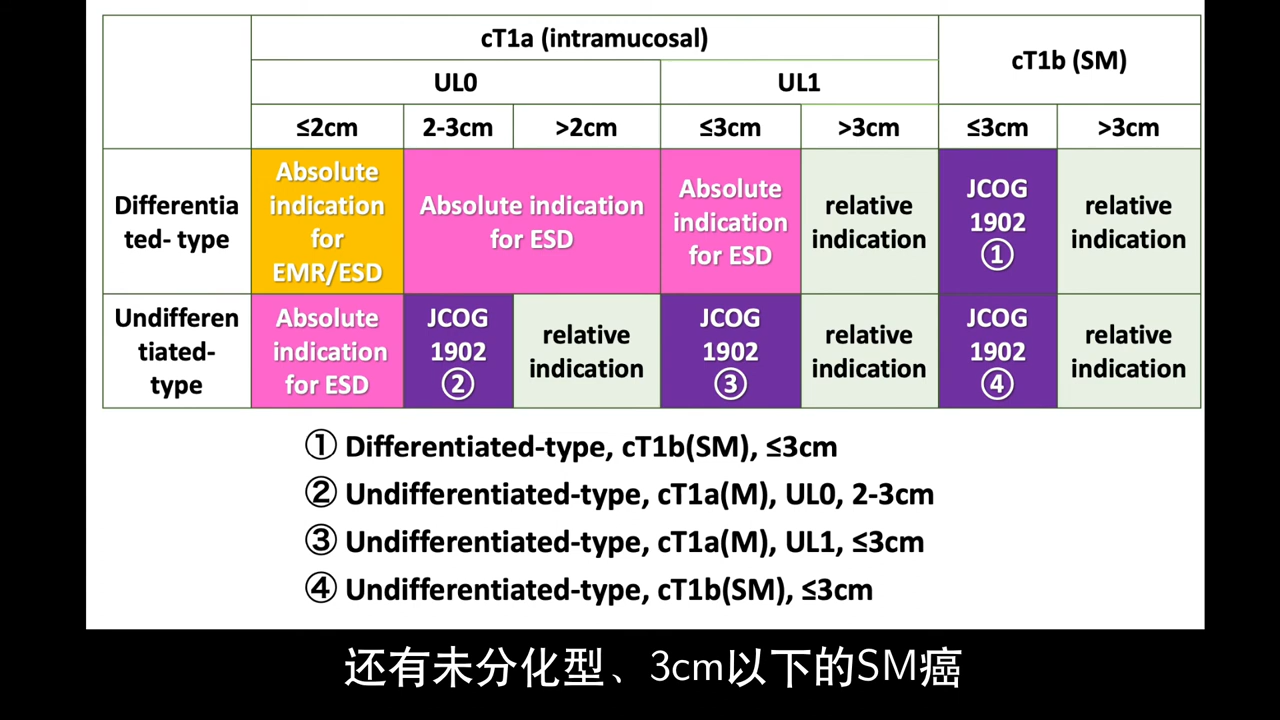 cT1a (intramucosal)
cT1b (SM)
UL0
UL1
≤2cm
2-3cm
>2cm
≤3cm
>3cm
≤3cm
>3cm
Differentia
ted- type
Absolute
indication
for
EMR/ESD
Absolute indication
for ESD
Absolute
indication
for ESD
relative
indication
JCOG
1902
①
relative
indication
Undifferen
tiated-
type
Absolute
indication
for ESD
JCOG
1902
②
relative
indication
JCOG
1902
③
relative
indication
JCOG
1902
④
relative
indication
① Differentiated-type, cT1b(SM), ≤3cm
② Undifferentiated-type, cT1a(M), UL0, 2-3cm
③ Undifferentiated-type, cT1a(M), UL1, ≤3cm
④ Undifferentiated-type, cT1b(SM), ≤3cm
还有未分化型、3cm以下的SM癌